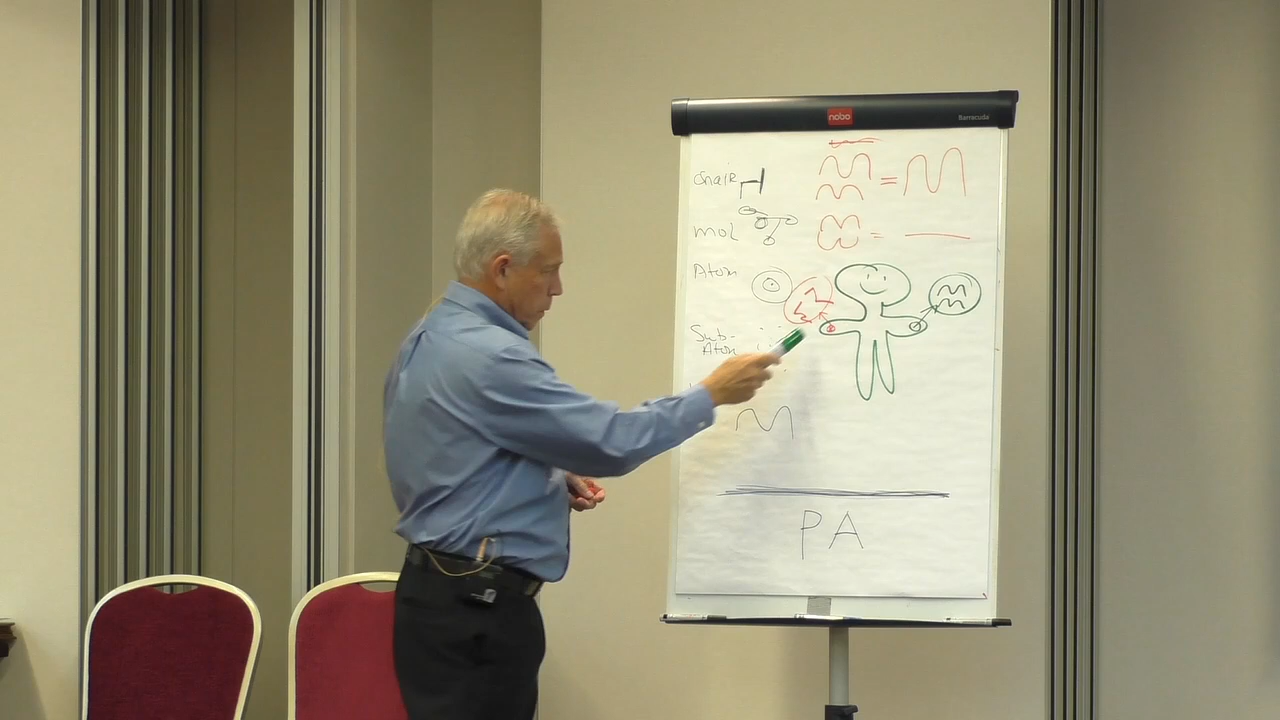 nobo
Barracuda
chair
mol
=
Atom
Sub-
Atom
PA